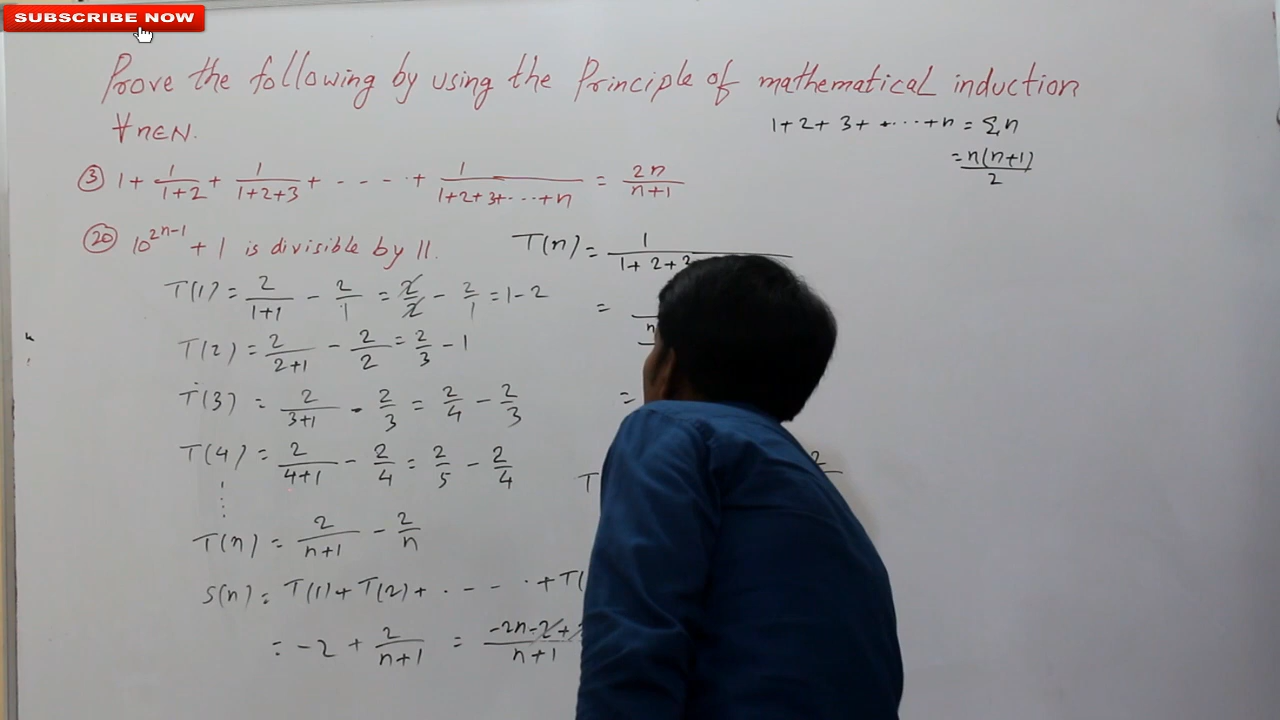 SUBSCRIBE NOW
Prove the following by using the Principle of mathematical induction
∀n∈N.
1+2+3+.....+n = Σn
= n(n+1)/2
③ 1 + 1/(1+2) + 1/(1+2+3) + - - - . + 1/(1+2+3+...+n) = 2n/(n+1)
⑳ 10^(2n-1) + 1 is divisible by 11.
T(n) = 1/(1+2+3
T(1) = 2/(1+1) - 2/1 = 2/2 - 2/1 = 1-2
=
T(2) = 2/(2+1) - 2/2 = 2/3 - 1
T(3) = 2/(3+1) - 2/3 = 2/4 - 2/3
=
T(4) = 2/(4+1) - 2/4 = 2/5 - 2/4
T
2
⋮
T(n) = 2/(n+1) - 2/n
S(n) = T(1)+T(2)+ . - - . +T(
= -2 + 2/(n+1) = (-2n-2+)/(n+1)